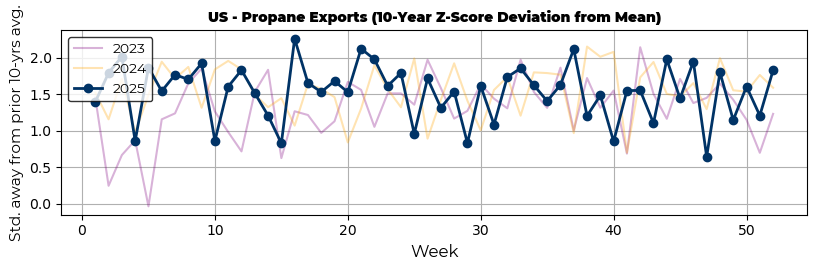 US - Propane Exports (10-Year Z-Score Deviation from Mean)
Std. away from prior 10-yrs avg.
2.0
1.5
1.0
0.5
0.0
2023
2024
2025
0 10 20 30 40 50
Week